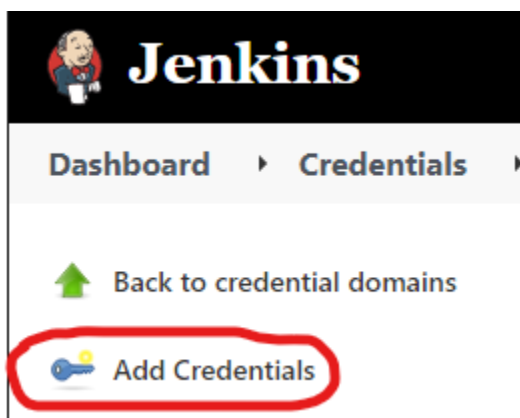 Jenkins
Dashboard Credentials
Back to credential domains
Add Credentials